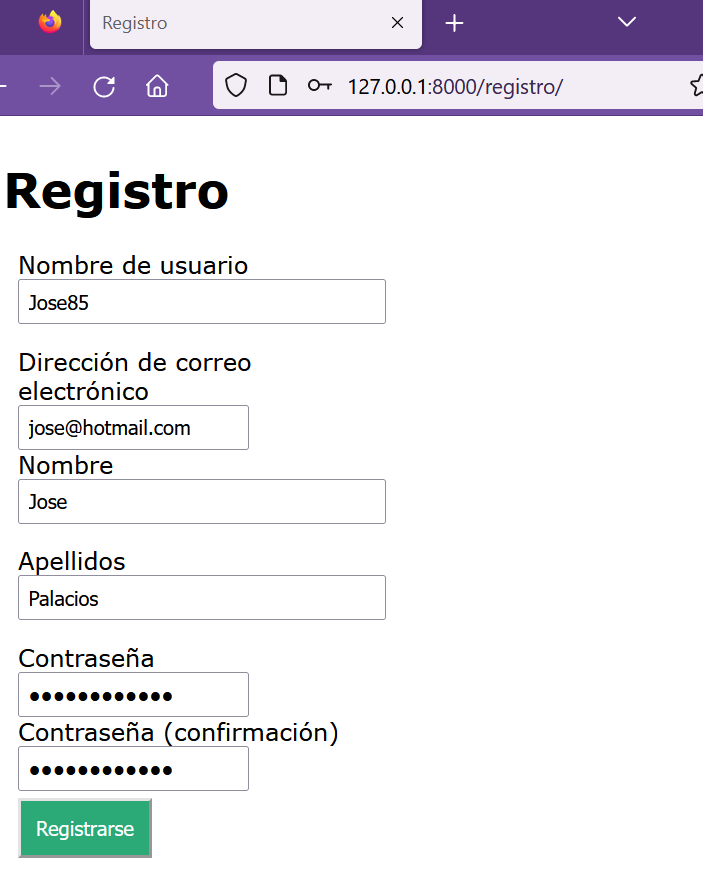 Registro
127.0.0.1:8000/registro/
Registro
Nombre de usuario
Jose85
Dirección de correo
electrónico
jose@hotmail.com
Nombre
Jose
Apellidos
Palacios
Contraseña
••••••••••••
Contraseña (confirmación)
••••••••••••
Registrarse